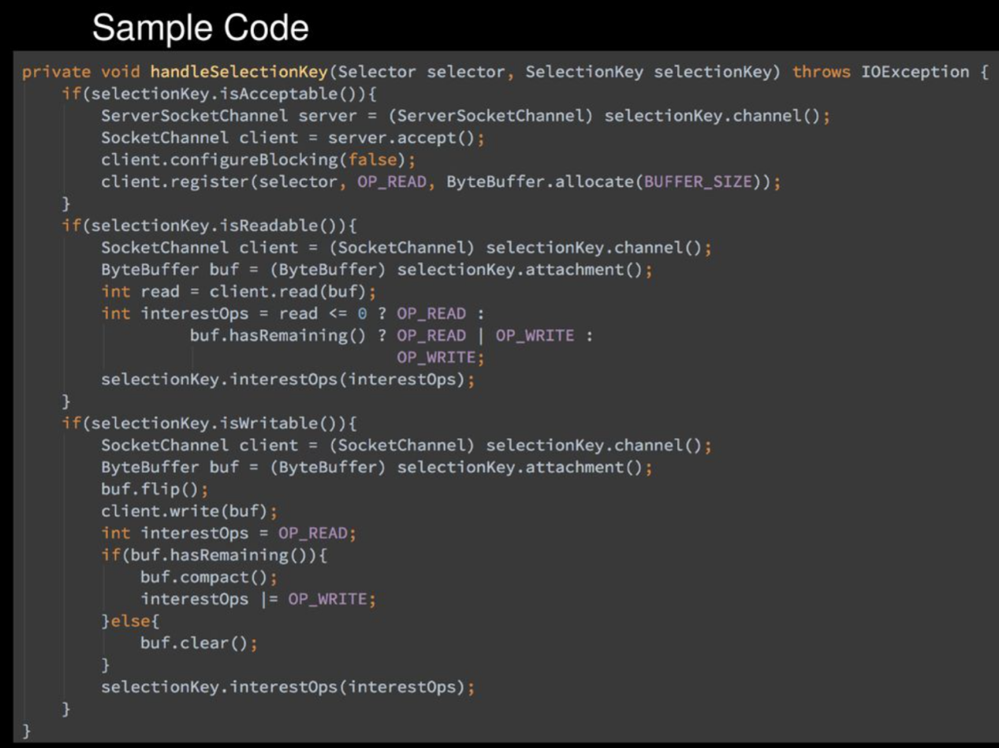 Sample Code
private void handleSelectionKey(Selector selector, SelectionKey selectionKey) throws IOException {
    if(selectionKey.isAcceptable()){
        ServerSocketChannel server = (ServerSocketChannel) selectionKey.channel();
        SocketChannel client = server.accept();
        client.configureBlocking(false);
        client.register(selector, OP_READ, ByteBuffer.allocate(BUFFER_SIZE));
    }
    if(selectionKey.isReadable()){
        SocketChannel client = (SocketChannel) selectionKey.channel();
        ByteBuffer buf = (ByteBuffer) selectionKey.attachment();
        int read = client.read(buf);
        int interestOps = read <= 0 ? OP_READ :
                 buf.hasRemaining() ? OP_READ | OP_WRITE :
                                      OP_WRITE;
        selectionKey.interestOps(interestOps);
    }
    if(selectionKey.isWritable()){
        SocketChannel client = (SocketChannel) selectionKey.channel();
        ByteBuffer buf = (ByteBuffer) selectionKey.attachment();
        buf.flip();
        client.write(buf);
        int interestOps = OP_READ;
        if(buf.hasRemaining()){
            buf.compact();
            interestOps |= OP_WRITE;
        }else{
            buf.clear();
        }
        selectionKey.interestOps(interestOps);
    }
}